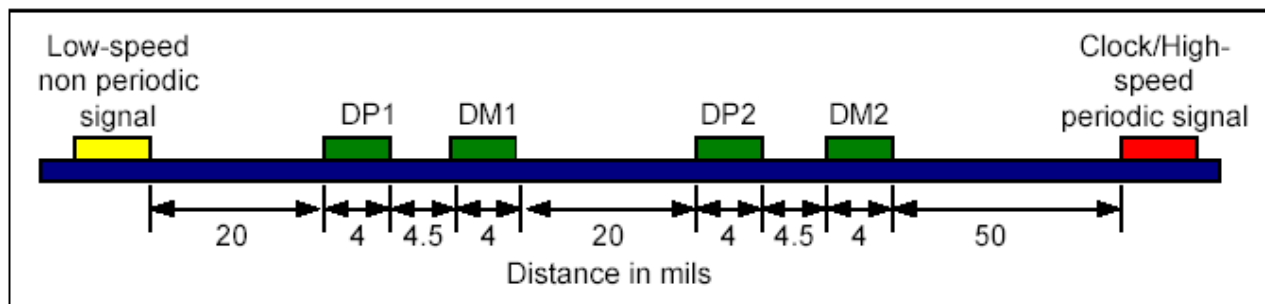 Low-speed
non periodic
signal
DP1
DM1
DP2
DM2
Clock/High-
speed
periodic signal
20
4
4.5
4
20
4
4.5
4
50
Distance in mils